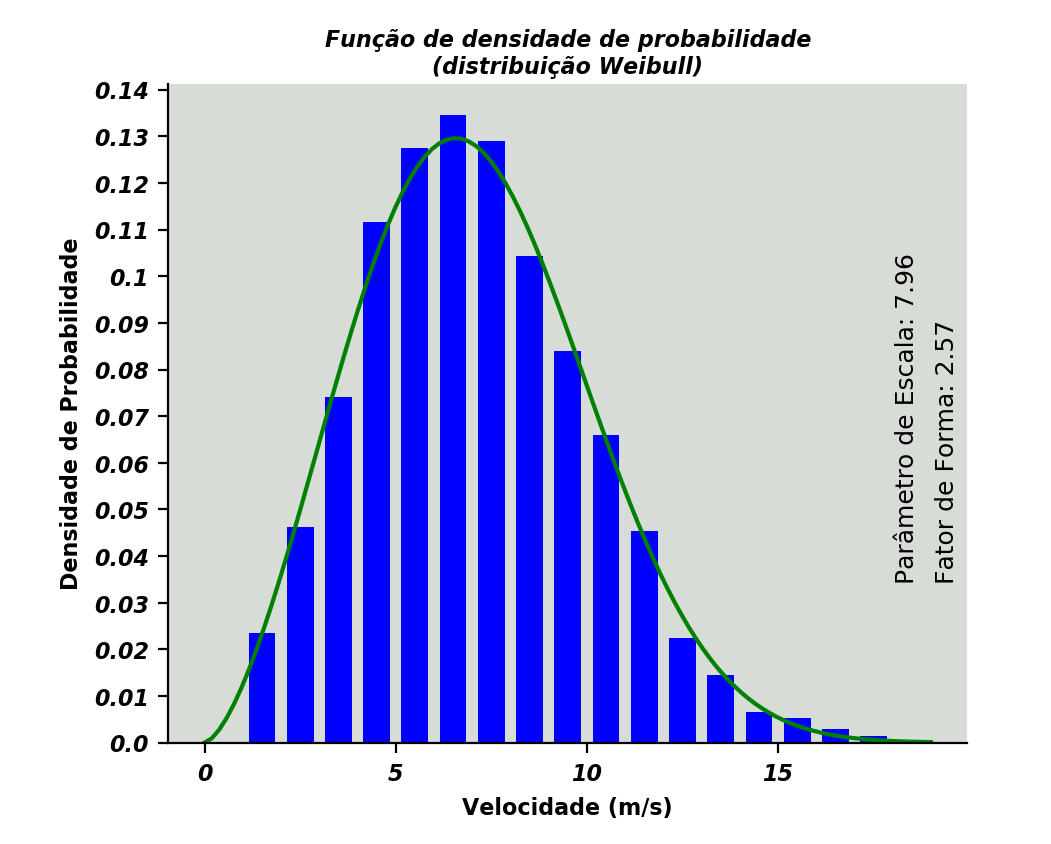 Função de densidade de probabilidade
(distribuição Weibull)
Densidade de Probabilidade
0.14
0.13
0.12
0.11
0.1
0.09
0.08
0.07
0.06
0.05
0.04
0.03
0.02
0.01
0.0
Parâmetro de Escala: 7.96
Fator de Forma: 2.57
0 5 10 15
Velocidade (m/s)